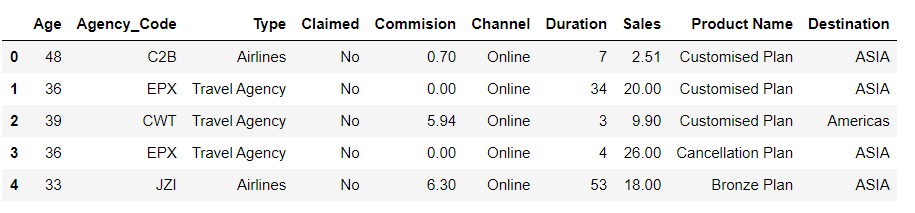 Age Agency_Code Type Claimed Commision Channel Duration Sales Product Name Destination
0 48 C2B Airlines No 0.70 Online 7 2.51 Customised Plan ASIA
1 36 EPX Travel Agency No 0.00 Online 34 20.00 Customised Plan ASIA
2 39 CWT Travel Agency No 5.94 Online 3 9.90 Customised Plan Americas
3 36 EPX Travel Agency No 0.00 Online 4 26.00 Cancellation Plan ASIA
4 33 JZI Airlines No 6.30 Online 53 18.00 Bronze Plan ASIA